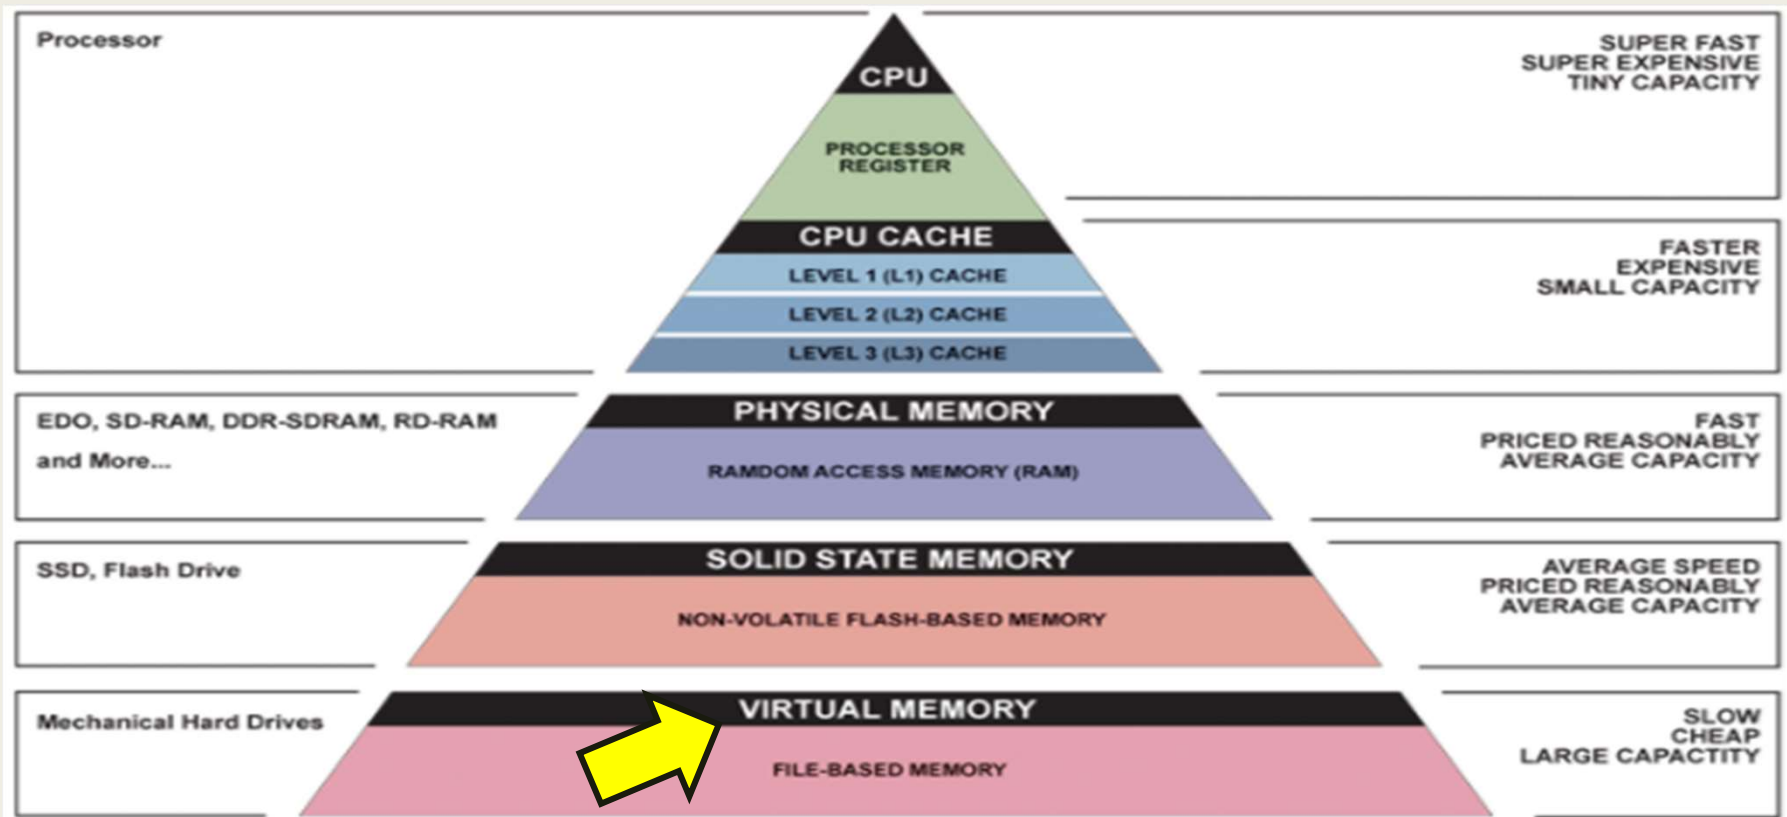 Processor
CPU
SUPER FAST
SUPER EXPENSIVE
TINY CAPACITY
PROCESSOR
REGISTER
CPU CACHE
LEVEL 1 (L1) CACHE
LEVEL 2 (L2) CACHE
LEVEL 3 (L3) CACHE
FASTER
EXPENSIVE
SMALL CAPACITY
EDO, SD-RAM, DDR-SDRAM, RD-RAM
and More...
PHYSICAL MEMORY
RAMDOM ACCESS MEMORY (RAM)
FAST
PRICED REASONABLY
AVERAGE CAPACITY
SSD, Flash Drive
SOLID STATE MEMORY
NON-VOLATILE FLASH-BASED MEMORY
AVERAGE SPEED
PRICED REASONABLY
AVERAGE CAPACITY
Mechanical Hard Drives
VIRTUAL MEMORY
FILE-BASED MEMORY
SLOW
CHEAP
LARGE CAPACTITY